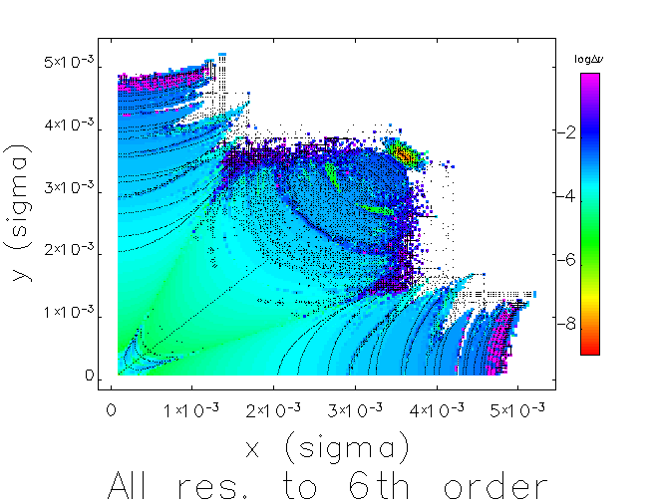 logΔν
5×10⁻³
4×10⁻³
3×10⁻³
2×10⁻³
1×10⁻³
0
y (sigma)
−2
−4
−6
−8
0 1×10⁻³ 2×10⁻³ 3×10⁻³ 4×10⁻³ 5×10⁻³
x (sigma)
All res. to 6th order